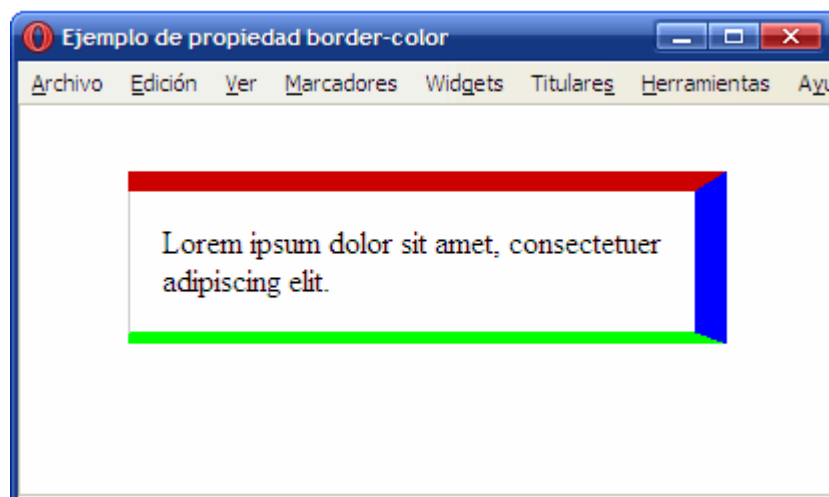 Ejemplo de propiedad border-color
Archivo Edición Ver Marcadores Widgets Titulares Herramientas Ayu
Lorem ipsum dolor sit amet, consectetuer
adipiscing elit.